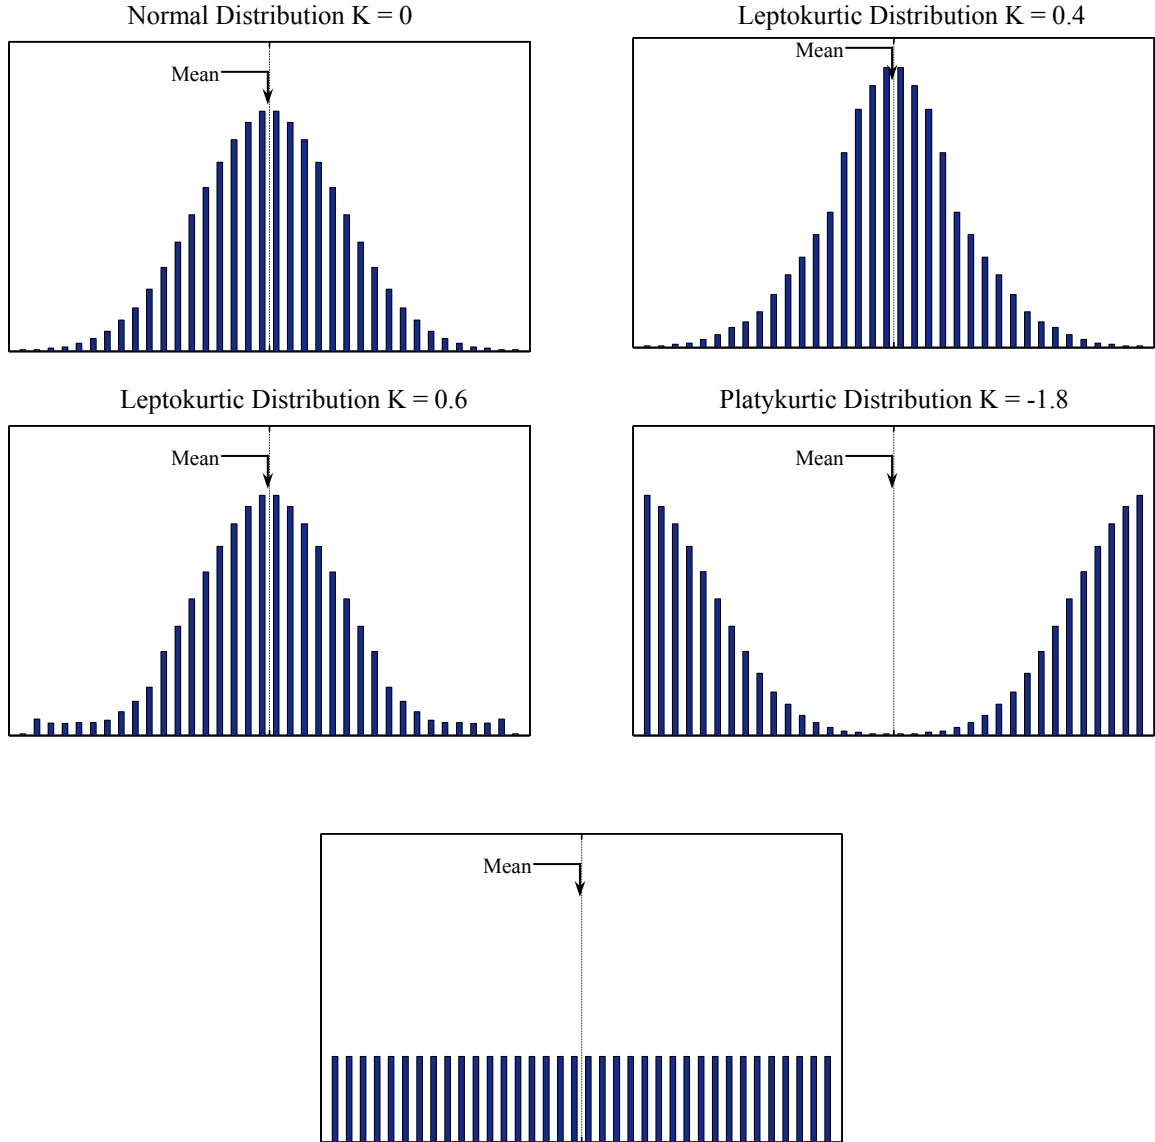 Normal Distribution K = 0
Leptokurtic Distribution K = 0.4
Mean
Mean
Leptokurtic Distribution K = 0.6
Platykurtic Distribution K = -1.8
Mean
Mean
Mean